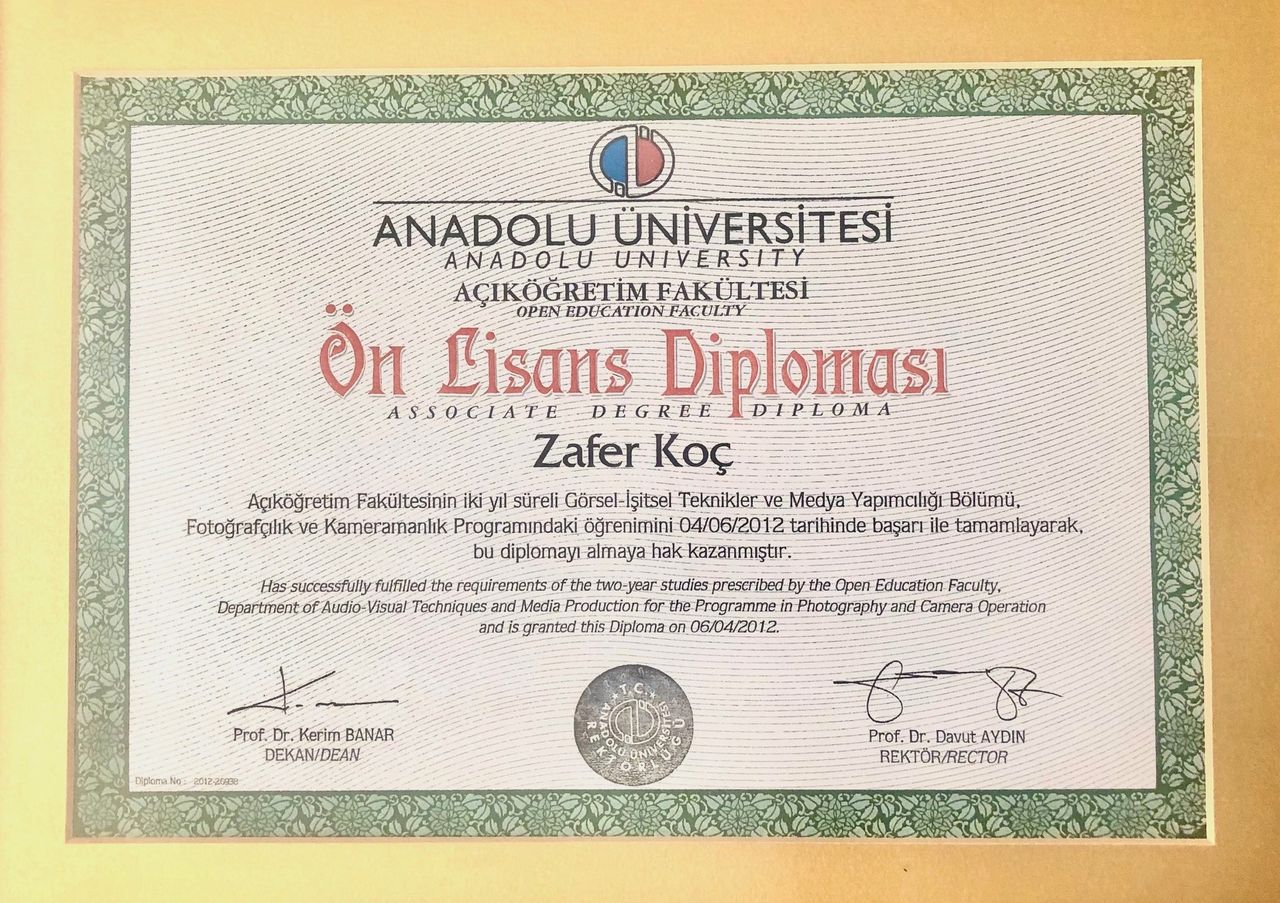 ANADOLU ÜNİVERSİTESİ
ANADOLU UNIVERSITY
AÇIKÖĞRETİM FAKÜLTESİ
OPEN EDUCATION FACULTY
Ön Lisans Diploması
ASSOCIATE DEGREE DIPLOMA
Zafer Koç
Açıköğretim Fakültesinin iki yıl süreli Görsel-İşitsel Teknikler ve Medya Yapımcılığı Bölümü,
Fotoğrafçılık ve Kameramanlık Programındaki öğrenimini 04/06/2012 tarihinde başarı ile tamamlayarak,
bu diplomayı almaya hak kazanmıştır.
Has successfully fulfilled the requirements of the two-year studies prescribed by the Open Education Faculty,
Department of Audio-Visual Techniques and Media Production for the Programme in Photography and Camera Operation
and is granted this Diploma on 06/04/2012.
T.C.
ANADOLU ÜNİVERSİTESİ
REKTÖRLÜĞÜ
Prof. Dr. Kerim BANAR
DEKAN/DEAN
Prof. Dr. Davut AYDIN
REKTÖR/RECTOR
Diploma No : 2012-26938